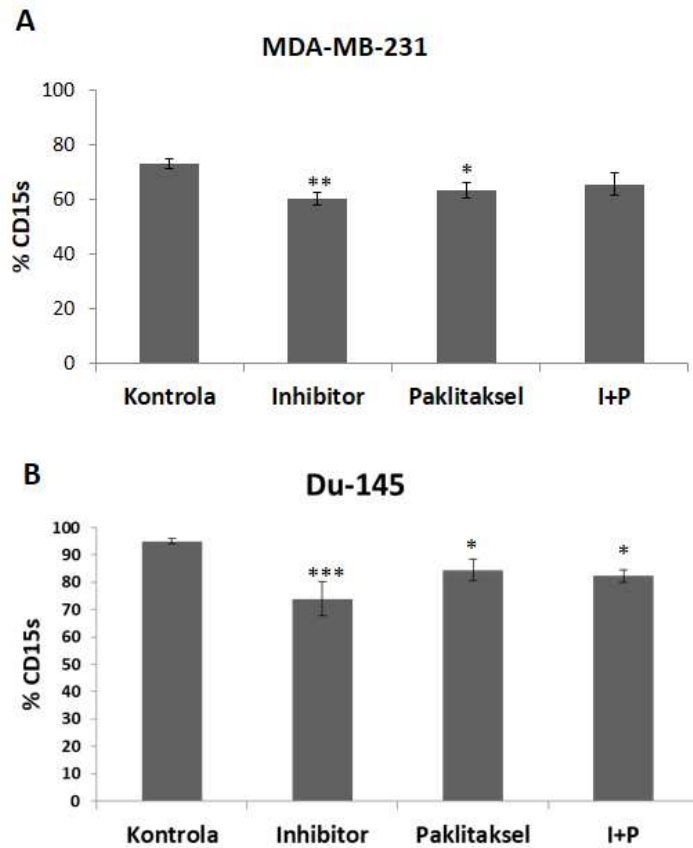 A
MDA-MB-231
100
80
60
40
20
0
% CD15s
**
*
Kontrola Inhibitor Paklitaksel I+P
B
Du-145
100
90
80
70
60
50
40
30
20
10
0
% CD15s
***
*
*
Kontrola Inhibitor Paklitaksel I+P